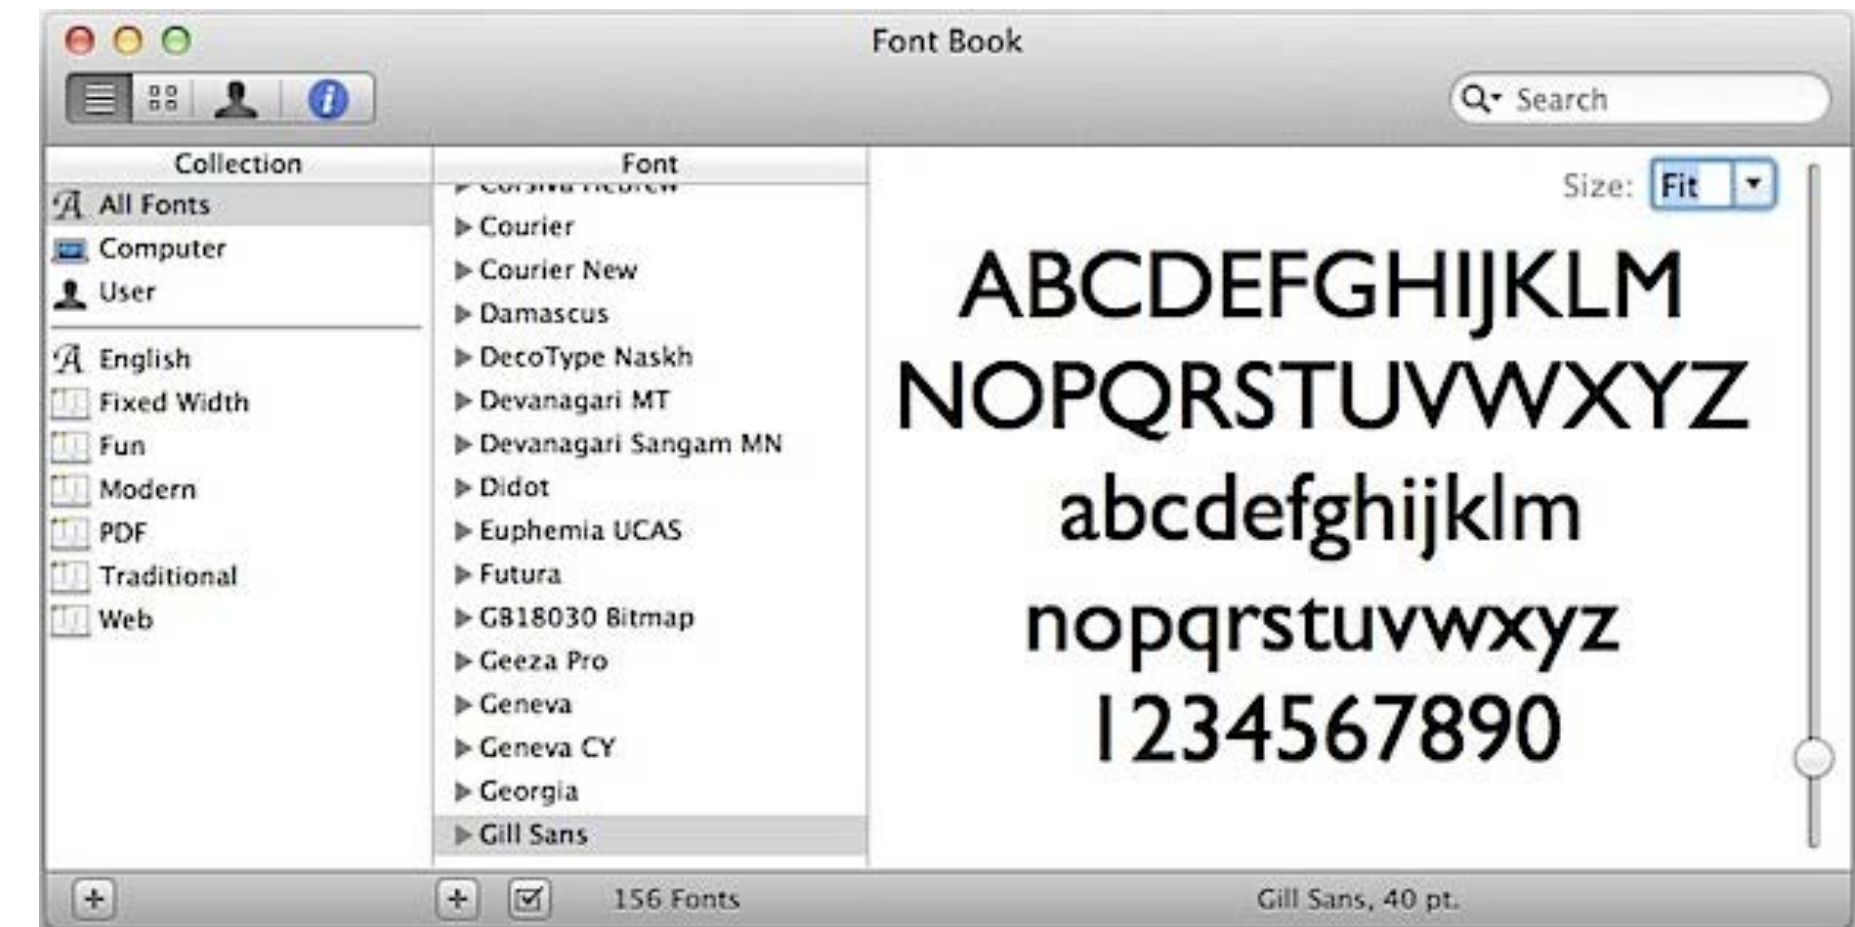 Font Book
Search
Collection
All Fonts
Computer
User
English
Fixed Width
Fun
Modern
PDF
Traditional
Web
Font
Corsiva Hebrew
Courier
Courier New
Damascus
DecoType Naskh
Devanagari MT
Devanagari Sangam MN
Didot
Euphemia UCAS
Futura
GB18030 Bitmap
Geeza Pro
Geneva
Geneva CY
Georgia
Gill Sans
Size: Fit
ABCDEFGHIJKLM
NOPQRSTUVWXYZ
abcdefghijklm
nopqrstuvwxyz
1234567890
156 Fonts
Gill Sans, 40 pt.